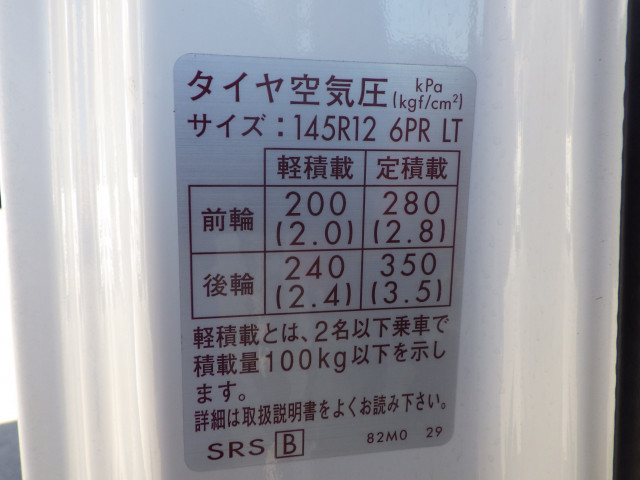 タイヤ空気圧 kPa (kgf/cm²)
サイズ：145R12 6PR LT
軽積載 定積載
前輪 200 (2.0) 280 (2.8)
後輪 240 (2.4) 350 (3.5)
軽積載とは、2名以下乗車で
積載量100kg以下を示し
ます。
詳細は取扱説明書をよくお読み下さい。
SRS B 82M0 29